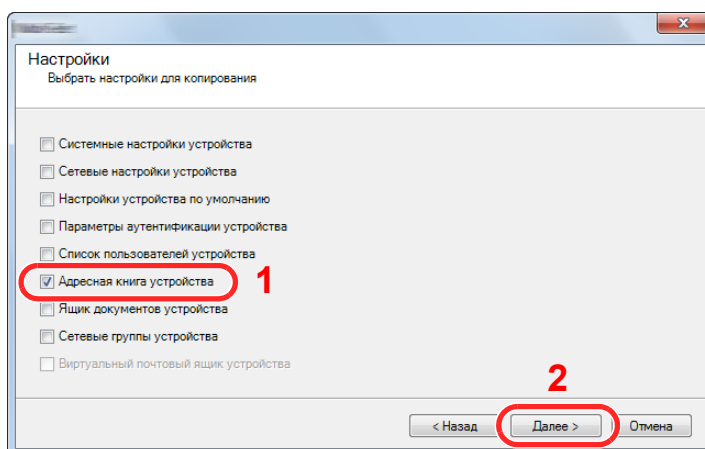 Настройки
Выбрать настройки для копирования
Системные настройки устройства
Сетевые настройки устройства
Настройки устройства по умолчанию
Параметры аутентификации устройства
Список пользователей устройства
Адресная книга устройства 1
Ящик документов устройства
Сетевые группы устройства
Виртуальный почтовый ящик устройства
2
< Назад Далее > Отмена